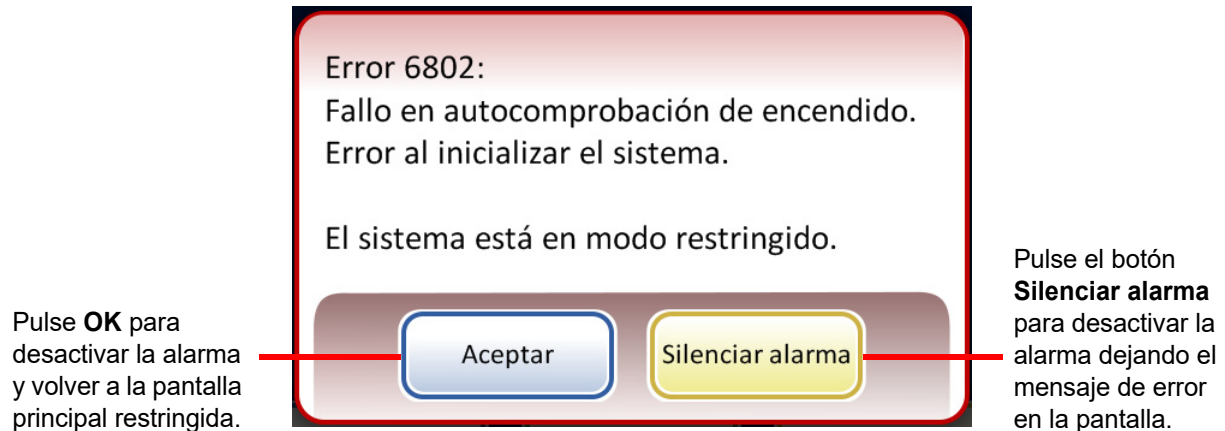 Error 6802:
Fallo en autocomprobación de encendido.
Error al inicializar el sistema.
El sistema está en modo restringido.
Aceptar
Silenciar alarma
Pulse OK para
desactivar la alarma
y volver a la pantalla
principal restringida.
Pulse el botón
Silenciar alarma
para desactivar la
alarma dejando el
mensaje de error
en la pantalla.